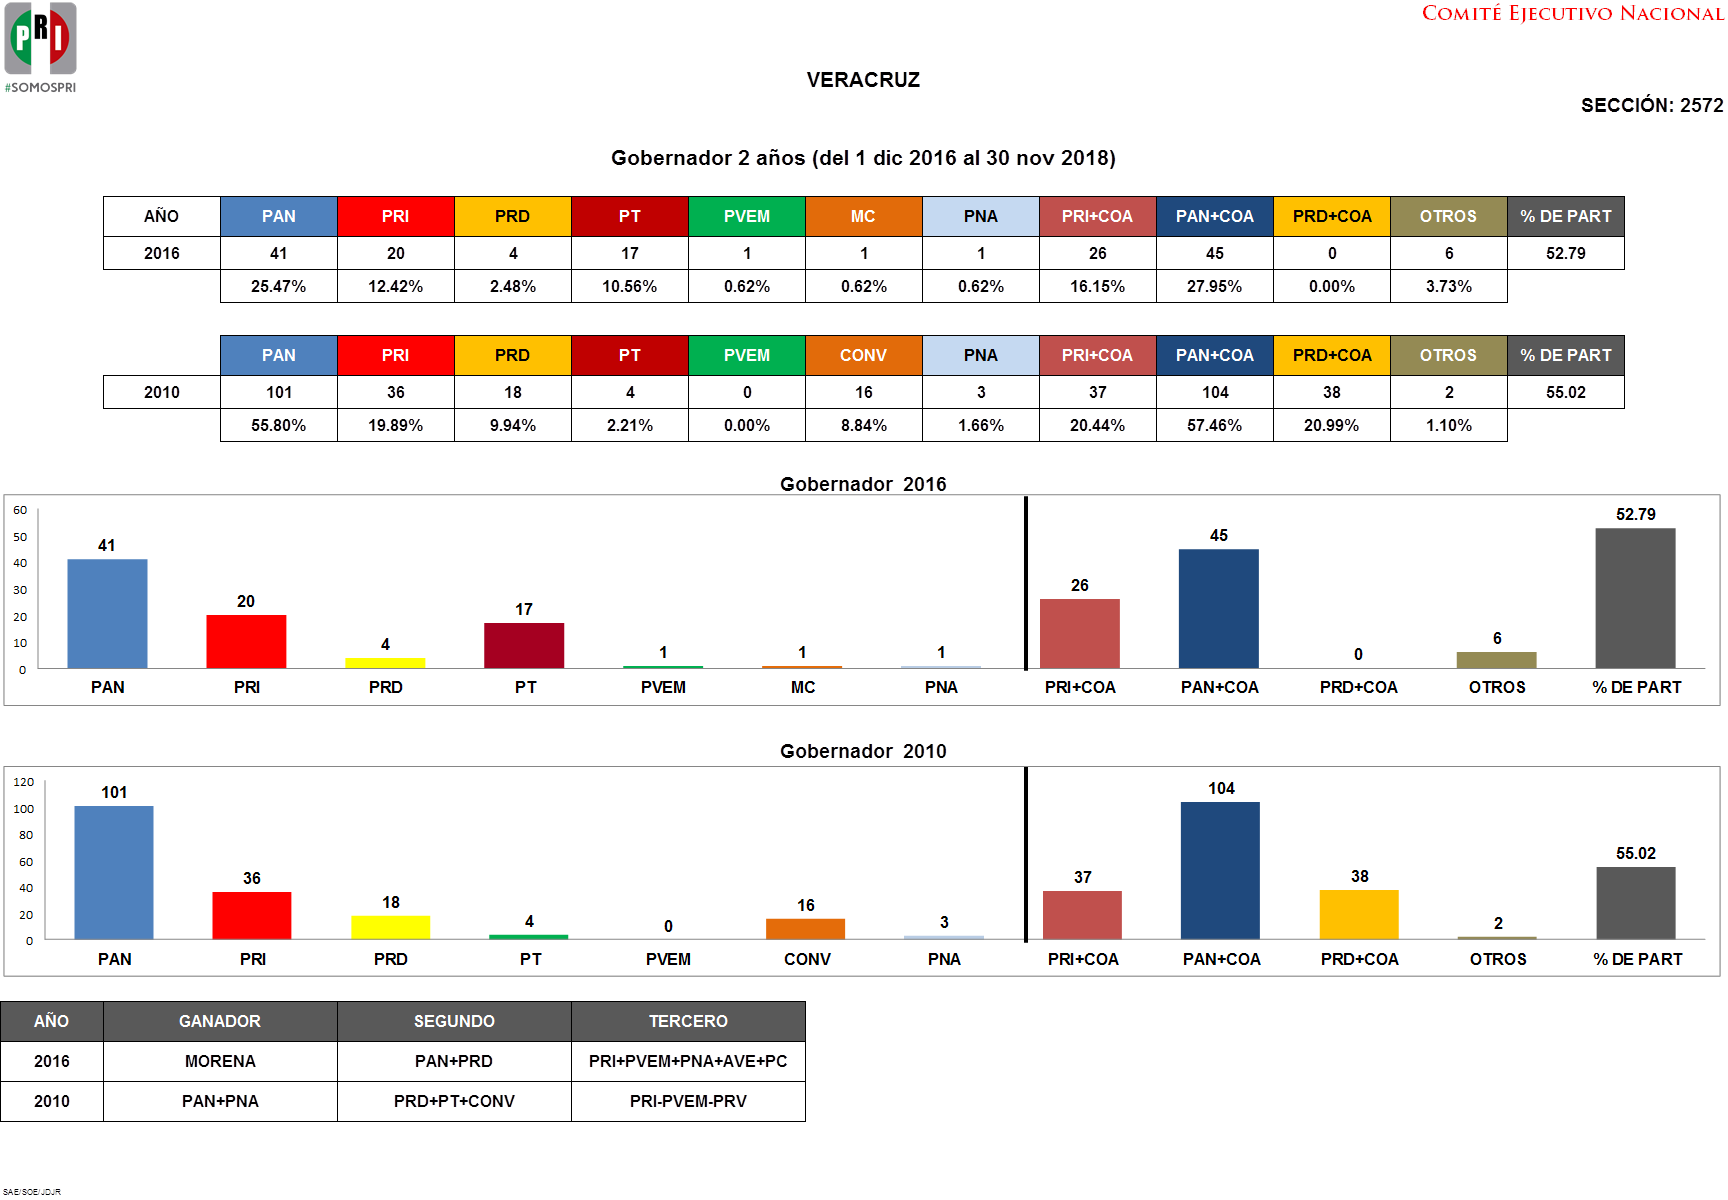 PRI
#SOMOSPRI
COMITÉ EJECUTIVO NACIONAL
VERACRUZ
SECCIÓN: 2572
Gobernador 2 años (del 1 dic 2016 al 30 nov 2018)
AÑO PAN PRI PRD PT PVEM MC PNA PRI+COA PAN+COA PRD+COA OTROS % DE PART
2016 41 20 4 17 1 1 1 26 45 0 6 52.79
25.47% 12.42% 2.48% 10.56% 0.62% 0.62% 0.62% 16.15% 27.95% 0.00% 3.73%
PAN PRI PRD PT PVEM CONV PNA PRI+COA PAN+COA PRD+COA OTROS % DE PART
2010 101 36 18 4 0 16 3 37 104 38 2 55.02
55.80% 19.89% 9.94% 2.21% 0.00% 8.84% 1.66% 20.44% 57.46% 20.99% 1.10%
Gobernador 2016
60
50
40
30
20
10
0
41 20 4 17 1 1 1 26 45 0 6 52.79
PAN PRI PRD PT PVEM MC PNA PRI+COA PAN+COA PRD+COA OTROS % DE PART
Gobernador 2010
120
100
80
60
40
20
0
101 36 18 4 0 16 3 37 104 38 2 55.02
PAN PRI PRD PT PVEM CONV PNA PRI+COA PAN+COA PRD+COA OTROS % DE PART
AÑO GANADOR SEGUNDO TERCERO
2016 MORENA PAN+PRD PRI+PVEM+PNA+AVE+PC
2010 PAN+PNA PRD+PT+CONV PRI-PVEM-PRV
SAE/SOE/JDJR